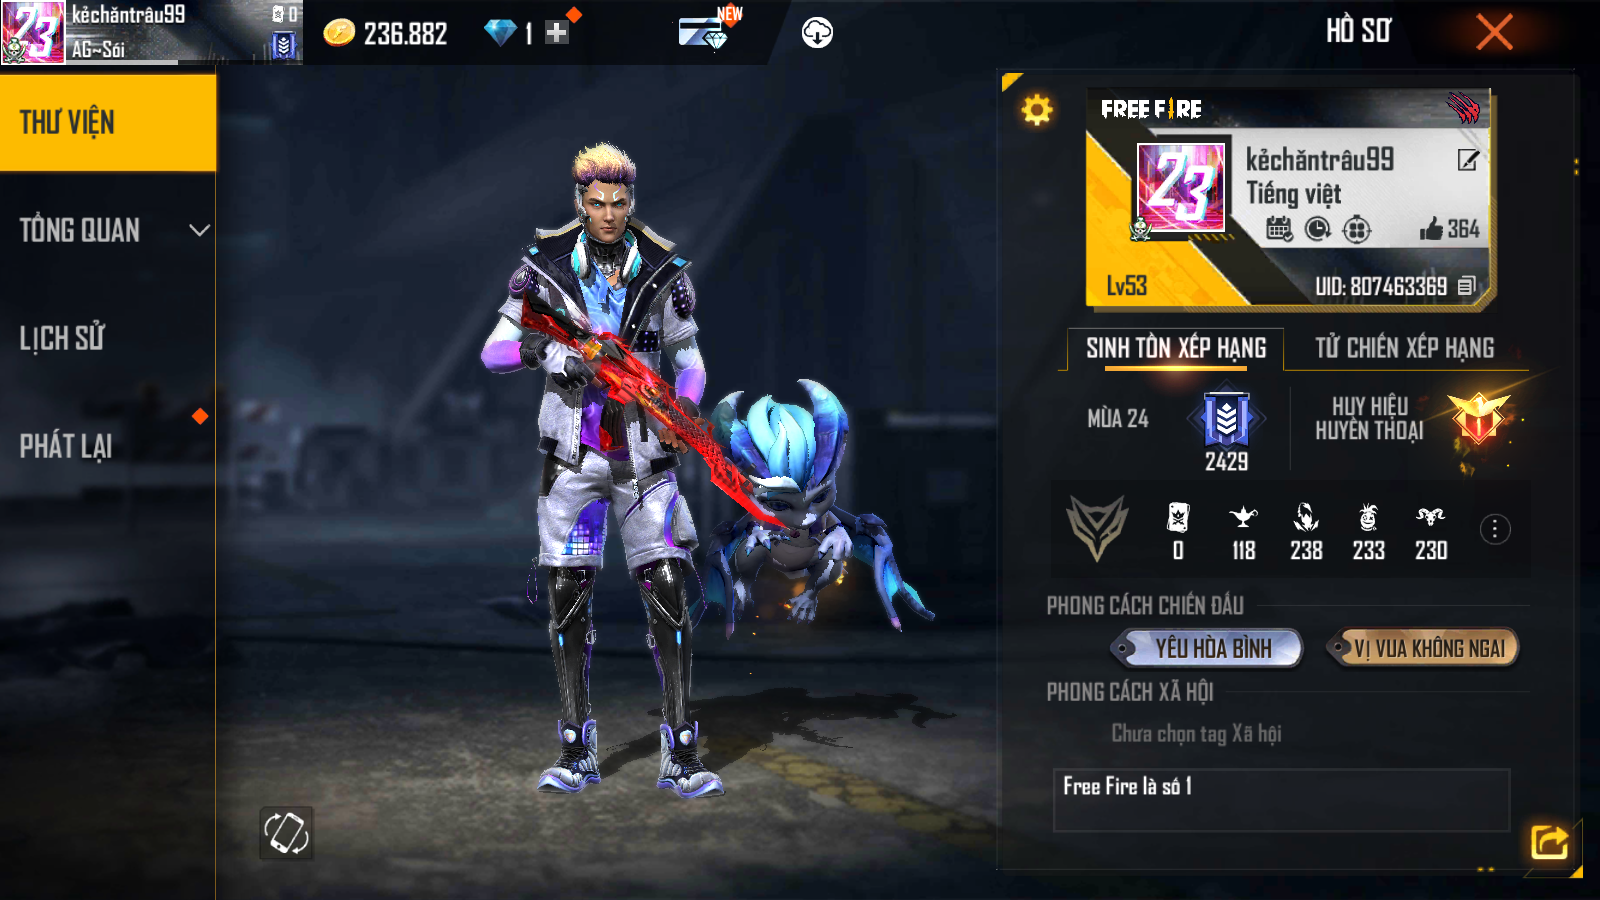 kẻchăntrâu99
0
AG~Sói
236.882
1
NEW
HỒ SƠ
THƯ VIỆN
TỔNG QUAN
LỊCH SỬ
PHÁT LẠI
FREE FIRE
23
kẻchăntrâu99
Tiếng việt
364
Lv53
UID: 807463369
SINH TỒN XẾP HẠNG
TỬ CHIẾN XẾP HẠNG
MÙA 24
2429
HUY HIỆU
HUYỀN THOẠI
1
0
118
238
233
230
PHONG CÁCH CHIẾN ĐẤU
YÊU HÒA BÌNH
VỊ VUA KHÔNG NGAI
PHONG CÁCH XÃ HỘI
Chưa chọn tag Xã hội
Free Fire là số 1